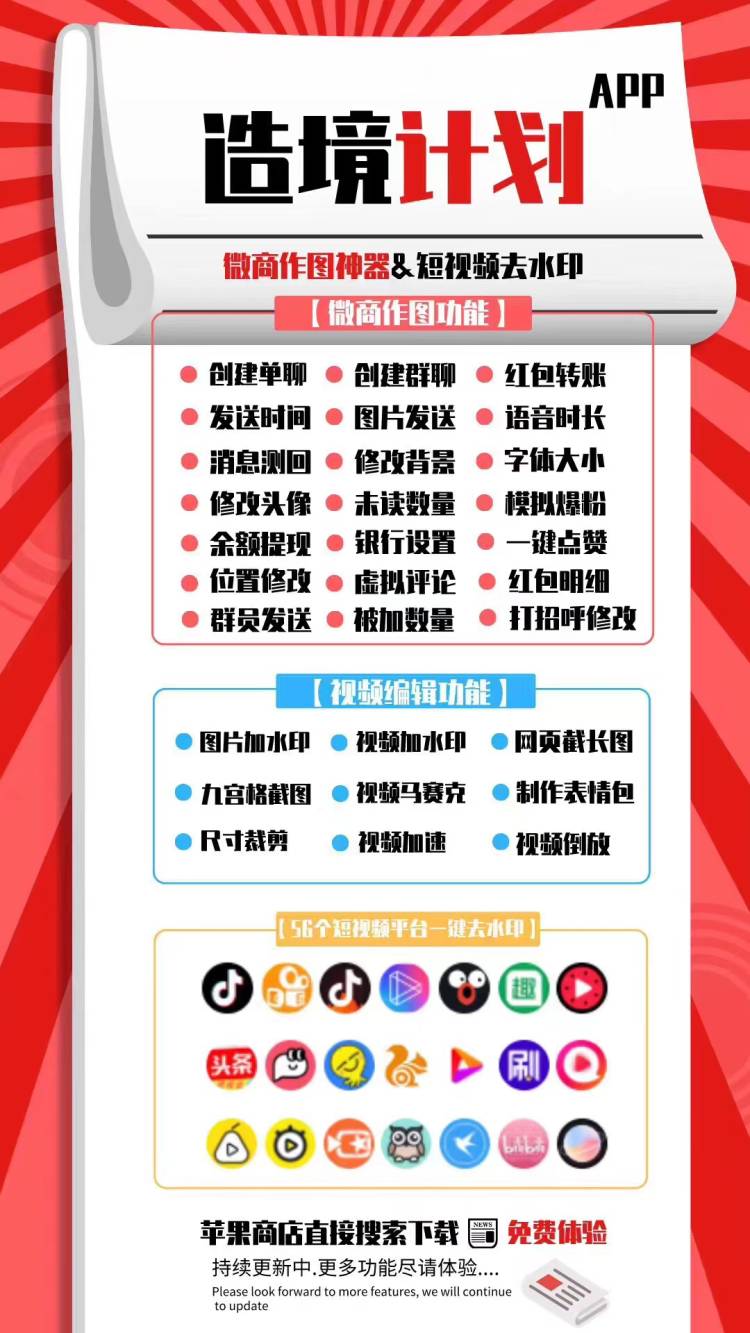 APP
造境计划
微商作图神器&短视频去水印
【微商作图功能】
创建单聊 创建群聊 红包转账
发送时间 图片发送 语音时长
消息测回 修改背景 字体大小
修改头像 未读数量 模拟爆粉
余额提现 银行设置 一键点赞
位置修改 虚拟评论 红包明细
群员发送 被加数量 打招呼修改
【视频编辑功能】
图片加水印 视频加水印 网页截长图
九宫格截图 视频马赛克 制作表情包
尺寸裁剪 视频加速 视频倒放
【56个短视频平台一键去水印】
趣
头条 刷
bilibili
苹果商店直接搜索下载 NEWS 免费体验
持续更新中.更多功能尽请体验....
Please look forward to more features, we will continue
to update